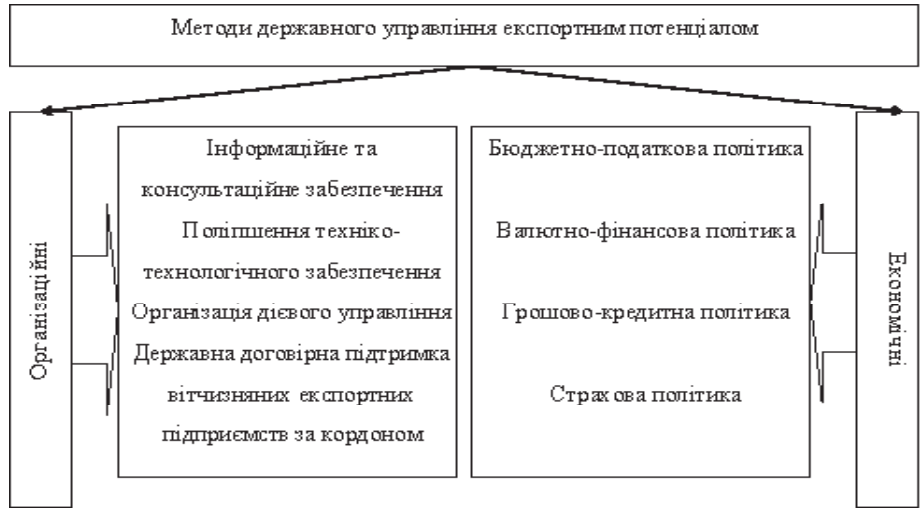 Методи державного управління експортним потенціалом
Організаційні
Інформаційне та
консультаційне забезпечення
Поліпшення техніко-
технологічного забезпечення
Організація дієвого управління
Державна договірна підтримка
вітчизняних експортних
підприємств за кордоном
Бюджетно-податкова політика
Валютно-фінансова політика
Грошово-кредитна політика
Страхова політика
Економічні